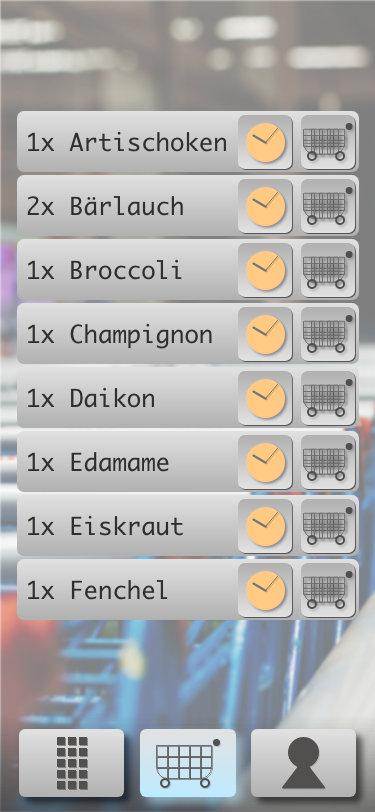 1x Artischoken
2x Bärlauch
1x Broccoli
1x Champignon
1x Daikon
1x Edamame
1x Eiskraut
1x Fenchel